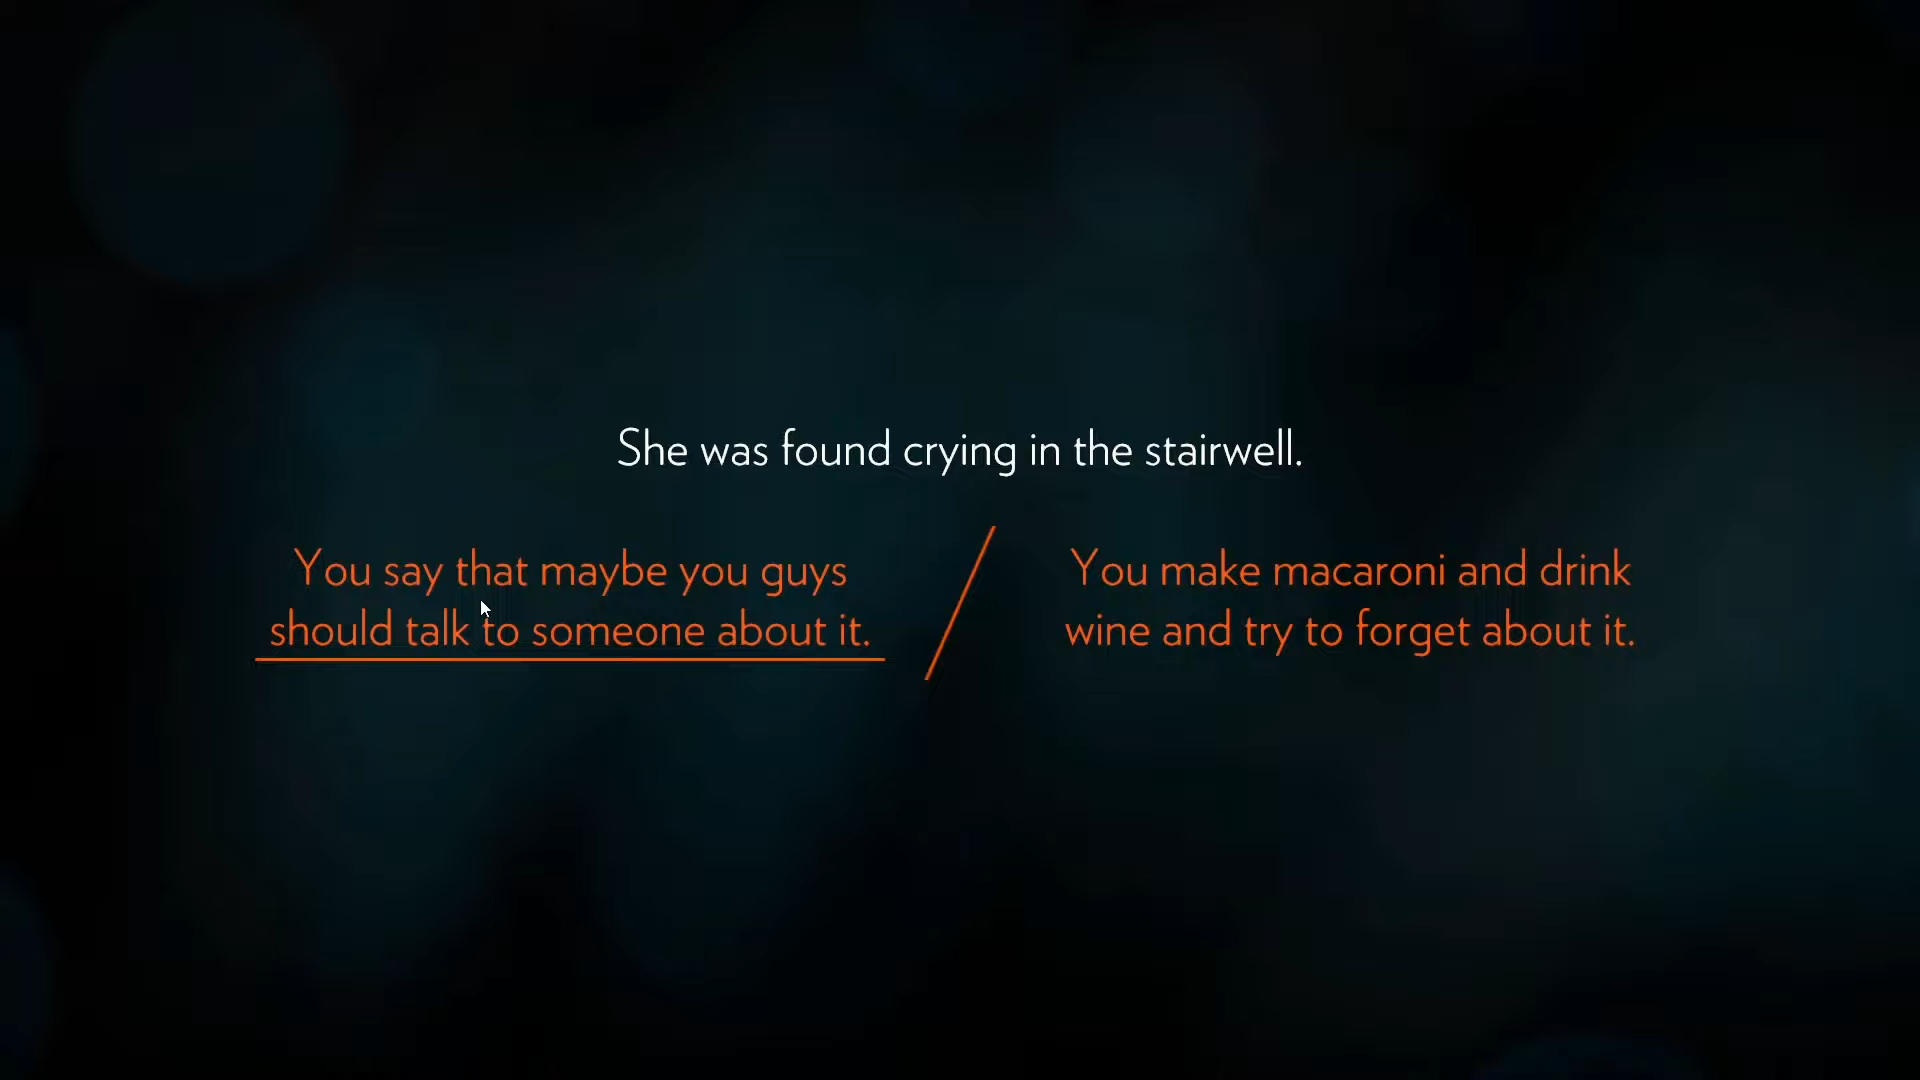 She was found crying in the stairwell.
You say that maybe you guys
should talk to someone about it.
You make macaroni and drink
wine and try to forget about it.